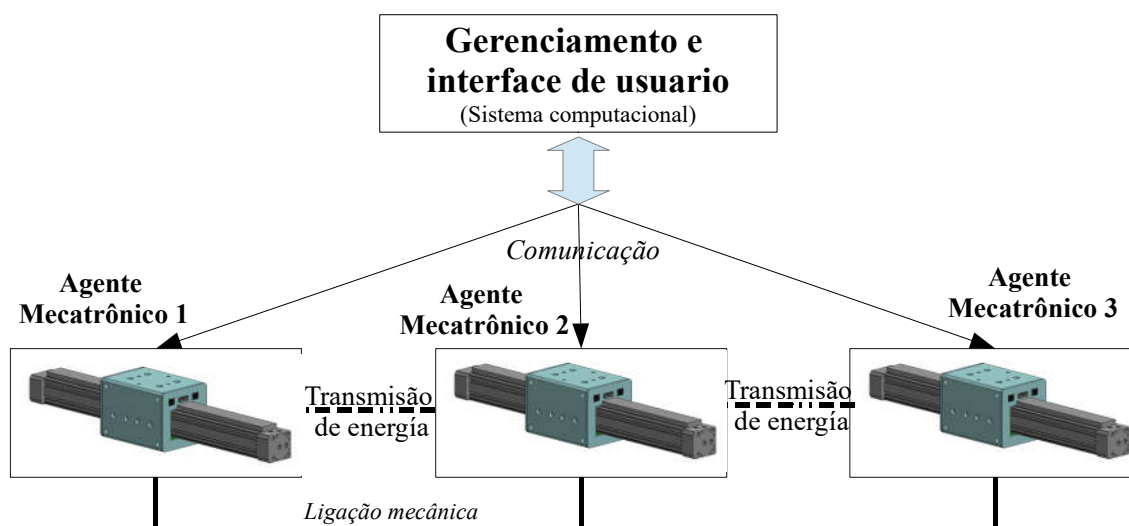 Gerenciamento e
interface de usuario
(Sistema computacional)
Comunicação
Agente
Mecatrônico 1
Agente
Mecatrônico 2
Agente
Mecatrônico 3
Transmisão
de energía
Transmisão
de energía
Ligação mecânica